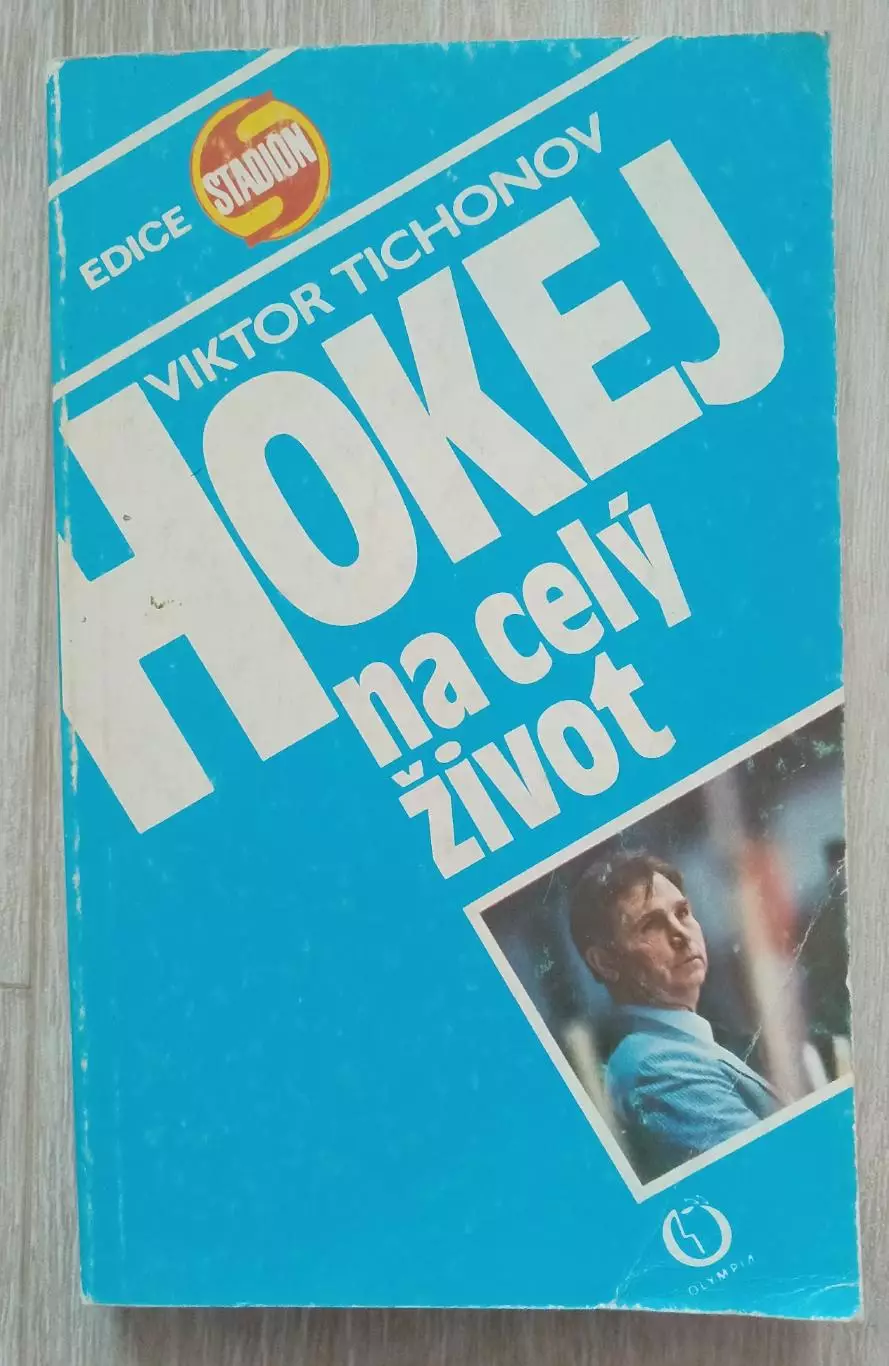 EDICE STADION
VIKTOR TICHONOV
HOKEJ
na celý
život
OLYMPIA